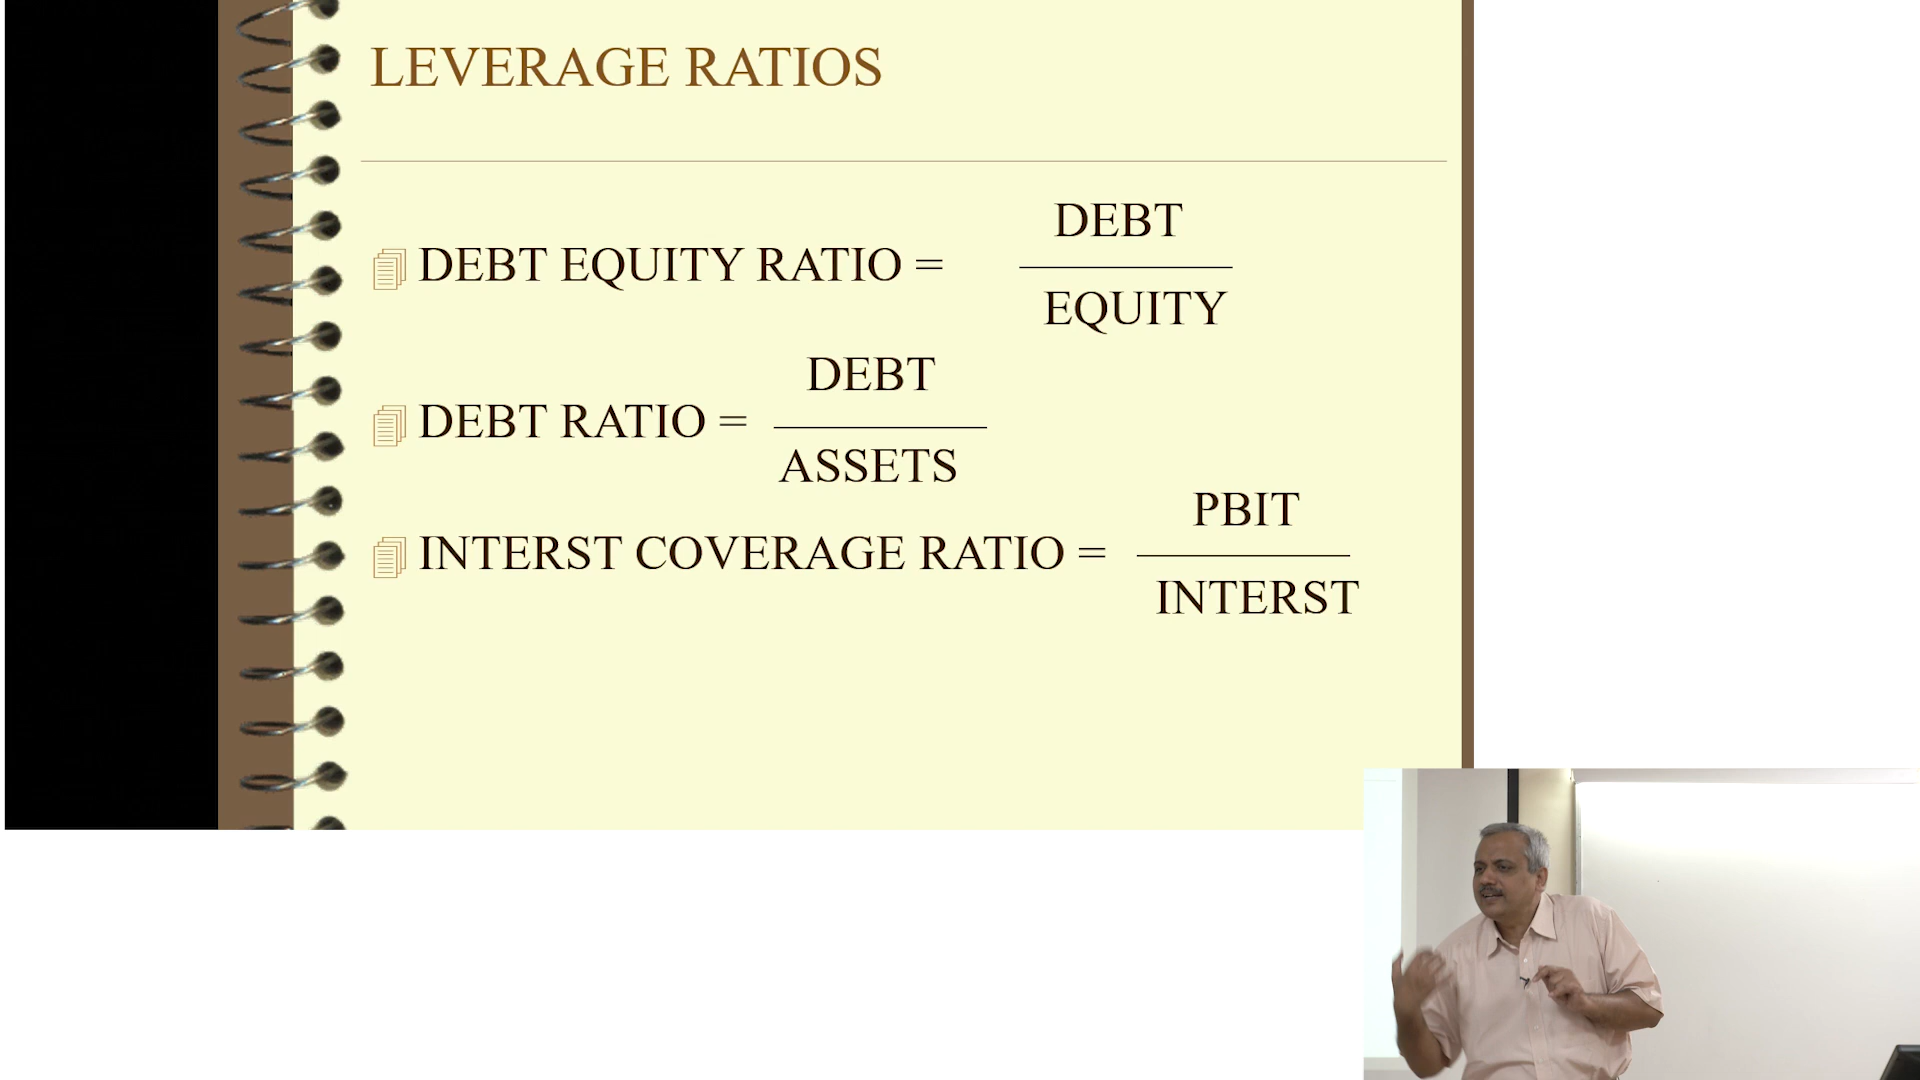 LEVERAGE RATIOS
DEBT EQUITY RATIO =
DEBT
EQUITY
DEBT RATIO =
DEBT
ASSETS
INTERST COVERAGE RATIO =
PBIT
INTERST